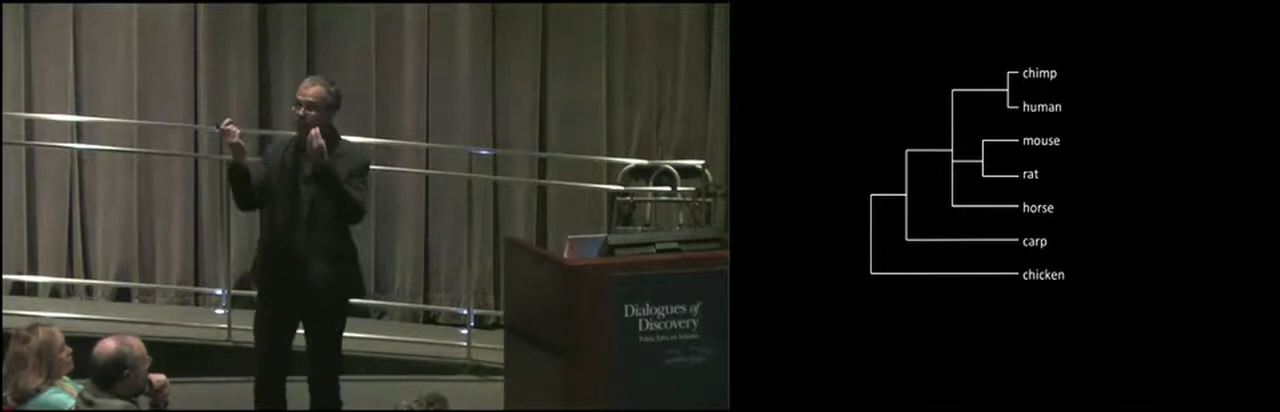 chimp
human
mouse
rat
horse
carp
chicken
Dialogues of
Discovery